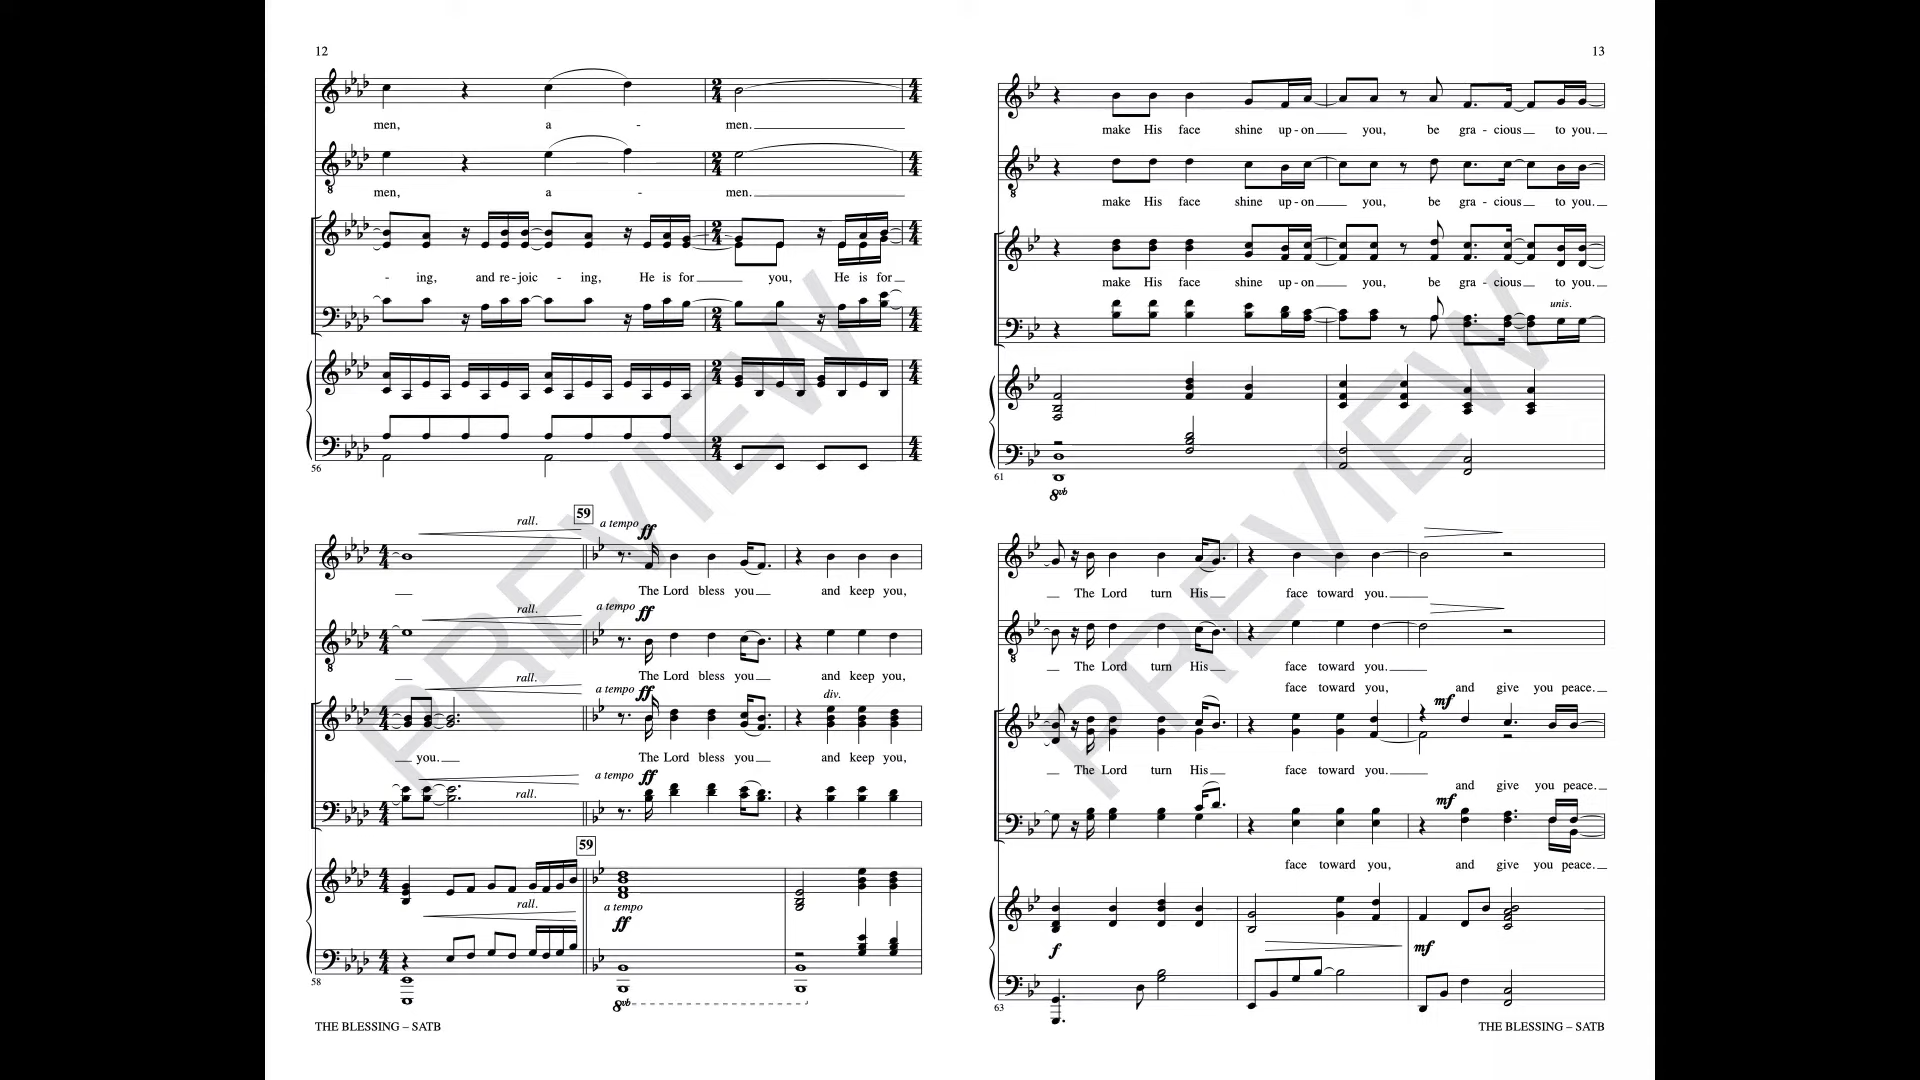 12
men, a - men.
men, a - men.
- ing, and re - joic - ing, He is for you, He is for
56
rall. 59 a tempo ff
The Lord bless you and keep you,
rall. a tempo ff
The Lord bless you and keep you,
rall. a tempo ff div.
you. The Lord bless you and keep you,
rall. a tempo ff
59
rall. a tempo
ff
58
8vb
THE BLESSING – SATB
13
make His face shine up - on you, be gra - cious to you.
make His face shine up - on you, be gra - cious to you.
make His face shine up - on you, be gra - cious to you.
unis.
61
8vb
The Lord turn His face toward you.
The Lord turn His face toward you.
face toward you, and give you peace.
mf
The Lord turn His face toward you.
and give you peace.
mf
face toward you, and give you peace.
f mf
63
THE BLESSING – SATB
PREVIEW
PREVIEW